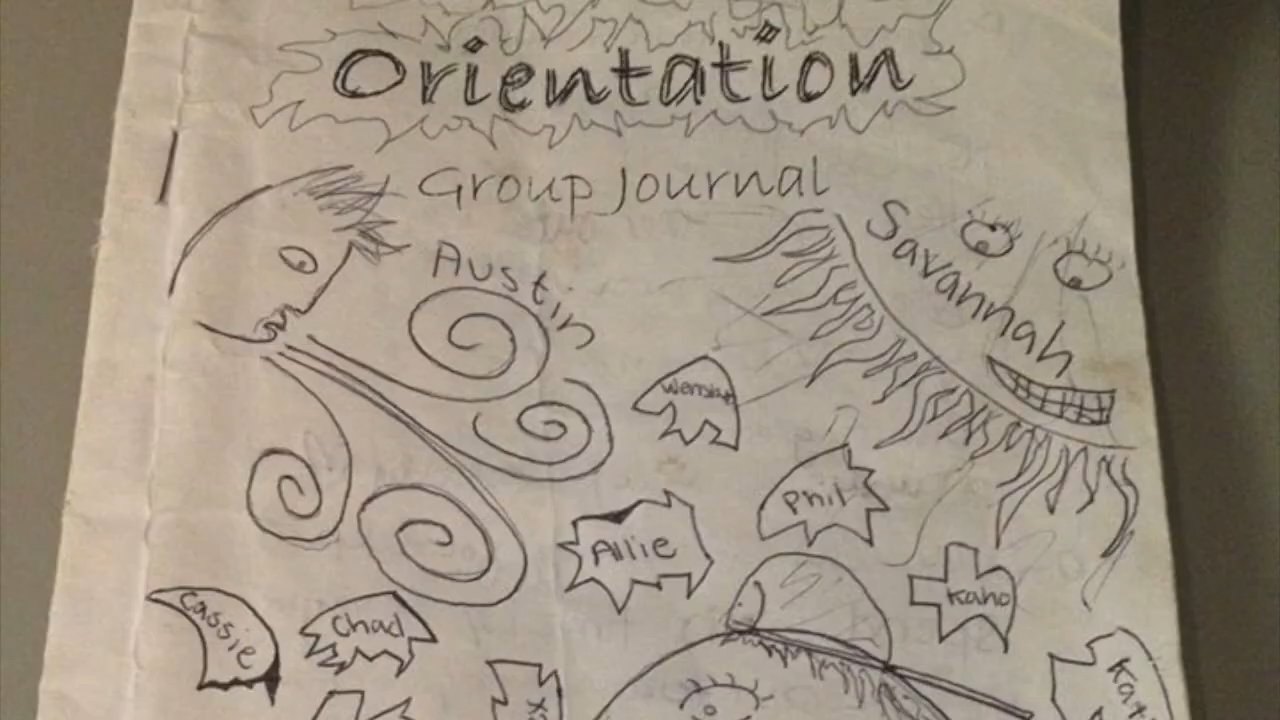 Orientation
Group Journal
Austin
Savannah
Phil
Allie
Kaho
Cassie
Chad